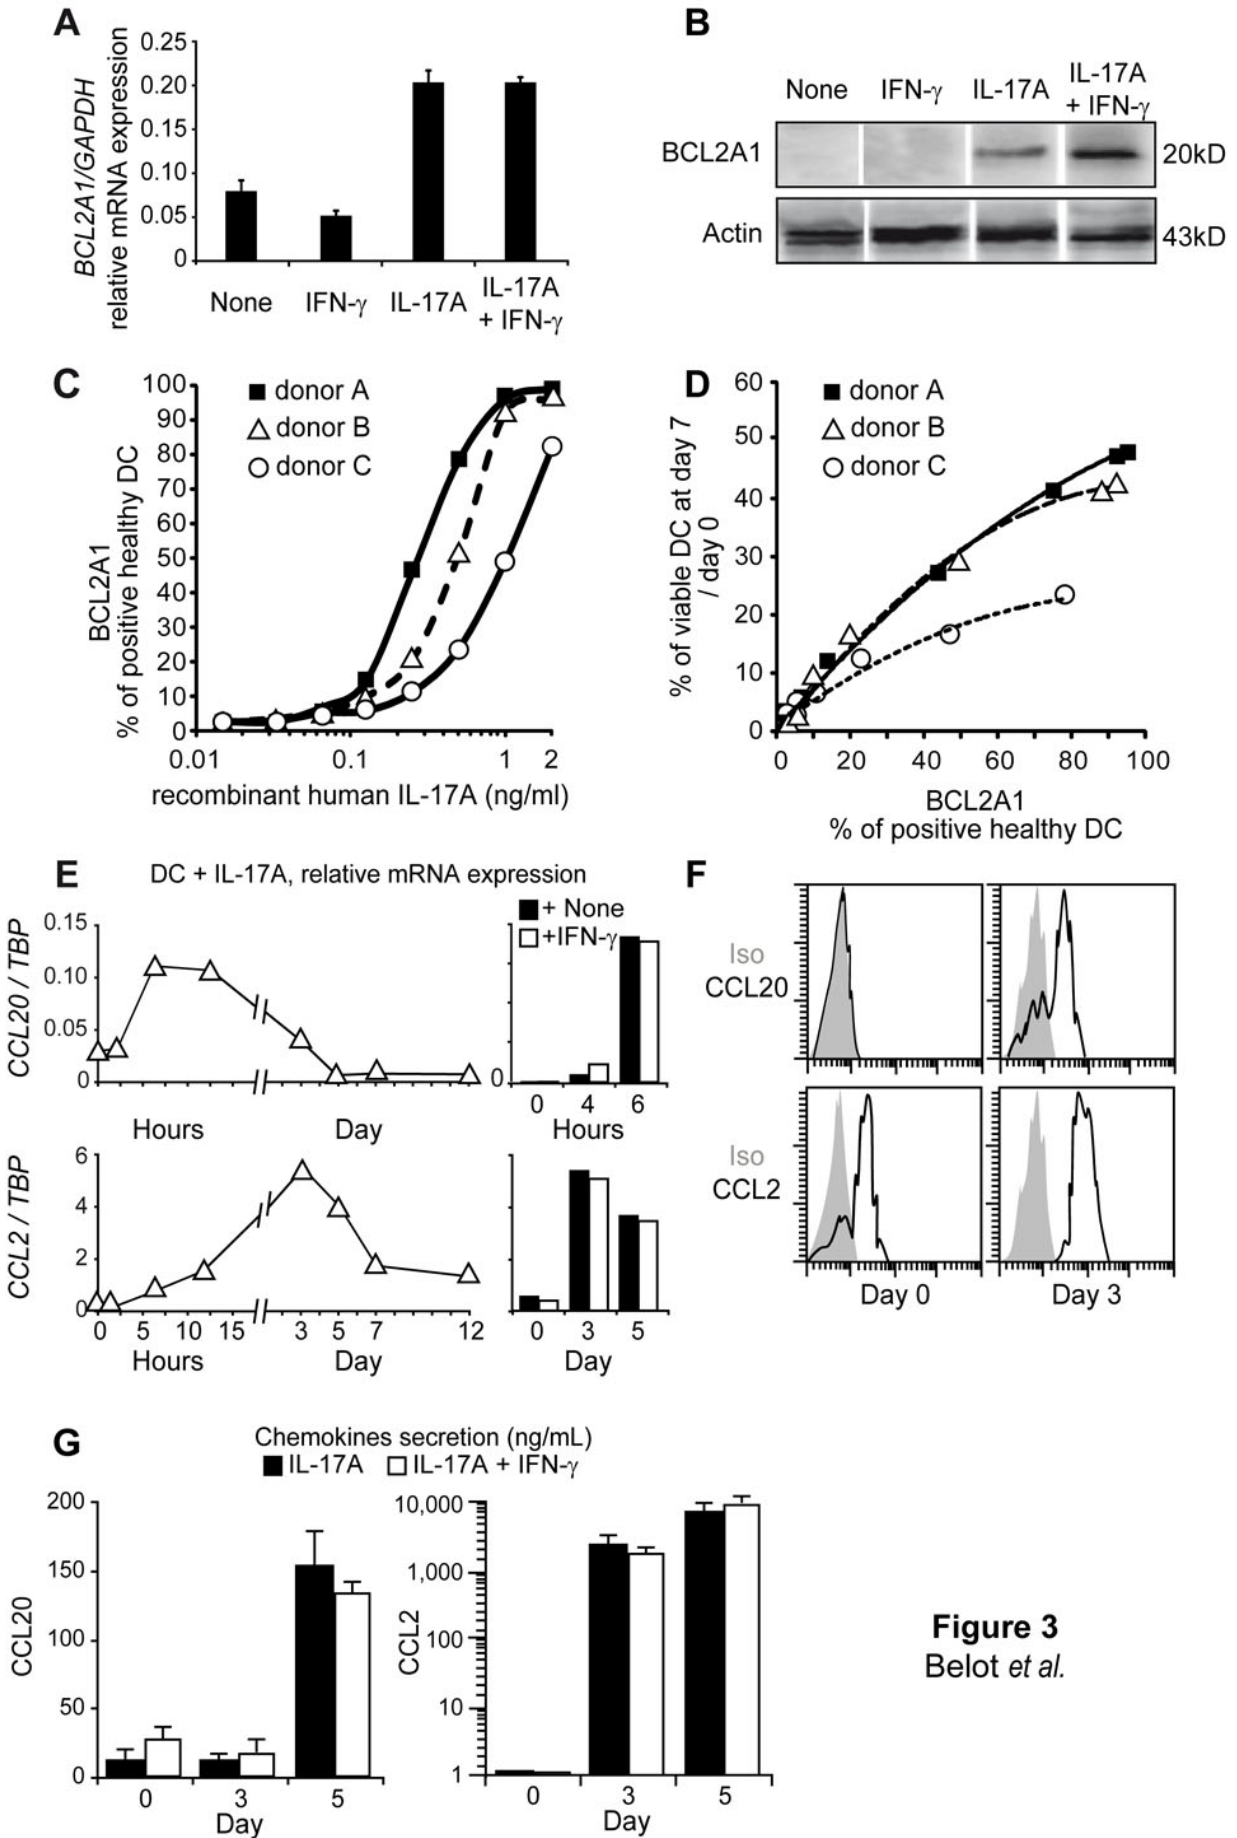 A
BCL2A1/GAPDH
relative mRNA expression
0.25
0.20
0.15
0.10
0.05
0
None
IFN-γ
IL-17A
IL-17A
+ IFN-γ
B
None
IFN-γ
IL-17A
IL-17A
+ IFN-γ
BCL2A1
20kD
Actin
43kD
C
BCL2A1
% of positive healthy DC
100
90
80
70
60
50
40
30
20
10
0
donor A
donor B
donor C
0.01
0.1
1
2
recombinant human IL-17A (ng/ml)
D
% of viable DC at day 7
/ day 0
60
50
40
30
20
10
0
donor A
donor B
donor C
0
20
40
60
80
100
BCL2A1
% of positive healthy DC
E
DC + IL-17A, relative mRNA expression
CCL20 / TBP
0.15
0.10
0.05
0
Hours
Day
+ None
+IFN-γ
0
0
4
6
Hours
CCL2 / TBP
6
4
2
0
0
5
10
15
3
5
7
12
Hours
Day
0
3
5
Day
F
Iso
CCL20
Iso
CCL2
Day 0
Day 3
G
Chemokines secretion (ng/mL)
IL-17A
IL-17A + IFN-γ
CCL20
200
150
100
50
0
0
3
5
Day
CCL2
10,000
1,000
100
10
1
0
3
5
Day
Figure 3
Belot et al.